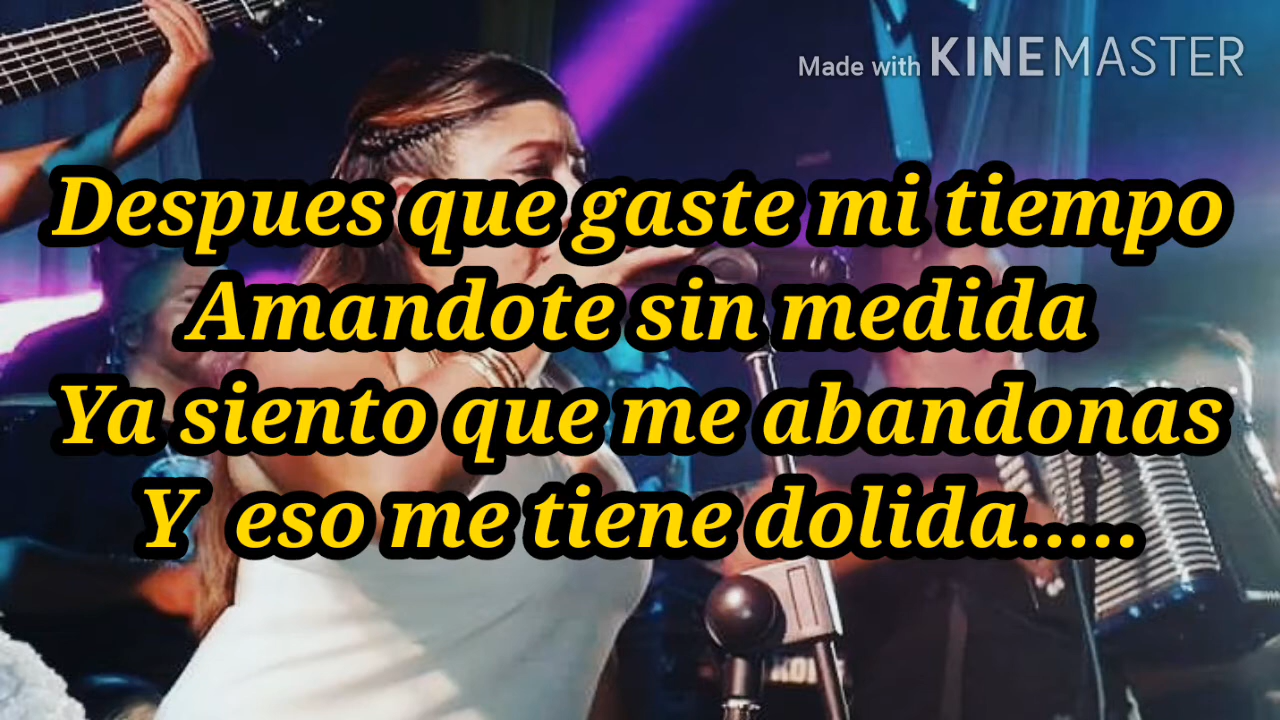 Made with KINEMASTER
Despues que gaste mi tiempo
Amandote sin medida
Ya siento que me abandonas
Y eso me tiene dolida.....